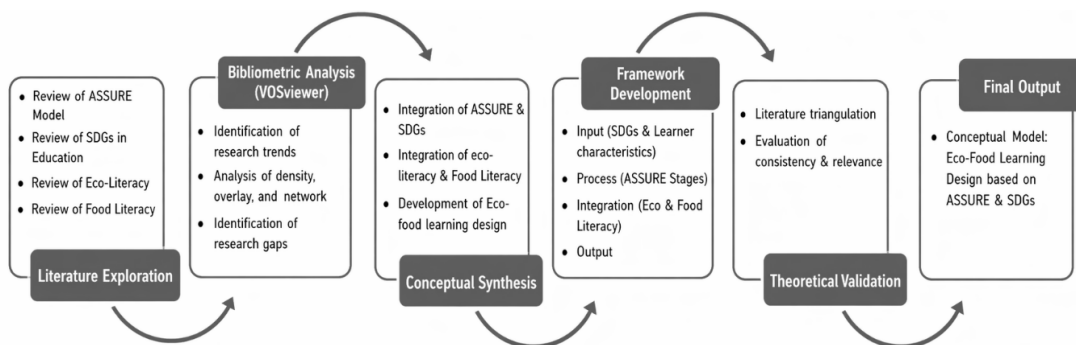 Review of ASSURE
Model
Review of SDGs in
Education
Review of Eco-Literacy
Review of Food Literacy
Literature Exploration
Bibliometric Analysis
(VOSviewer)
Identification of
research trends
Analysis of density,
overlay, and network
Identification of
research gaps
Integration of ASSURE &
SDGs
Integration of eco-
literacy & Food Literacy
Development of Eco-
food learning design
Conceptual Synthesis
Framework
Development
Input (SDGs & Learner
characteristics)
Process (ASSURE Stages)
Integration (Eco & Food
Literacy)
Output
Literature triangulation
Evaluation of
consistency & relevance
Theoretical Validation
Final Output
Conceptual Model:
Eco-Food Learning
Design based on
ASSURE & SDGs